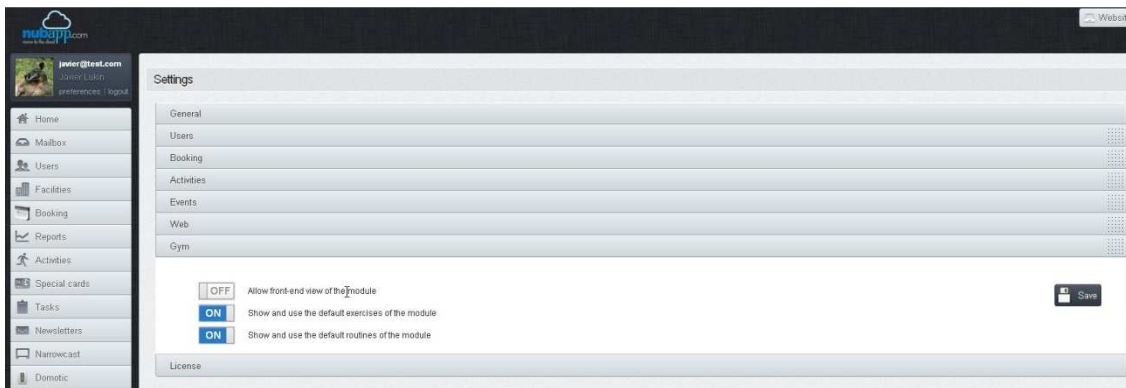 nubapp.com
Websit
javier@test.com
Javier Lukin
preferences | logout
Settings
Home
Mailbox
Users
Facilities
Booking
Reports
Activities
Special cards
Tasks
Newsletters
Narrowcast
Domotic
General
Users
Booking
Activities
Events
Web
Gym
OFF Allow front-end view of the module
ON Show and use the default exercises of the module
ON Show and use the default routines of the module
Save
License